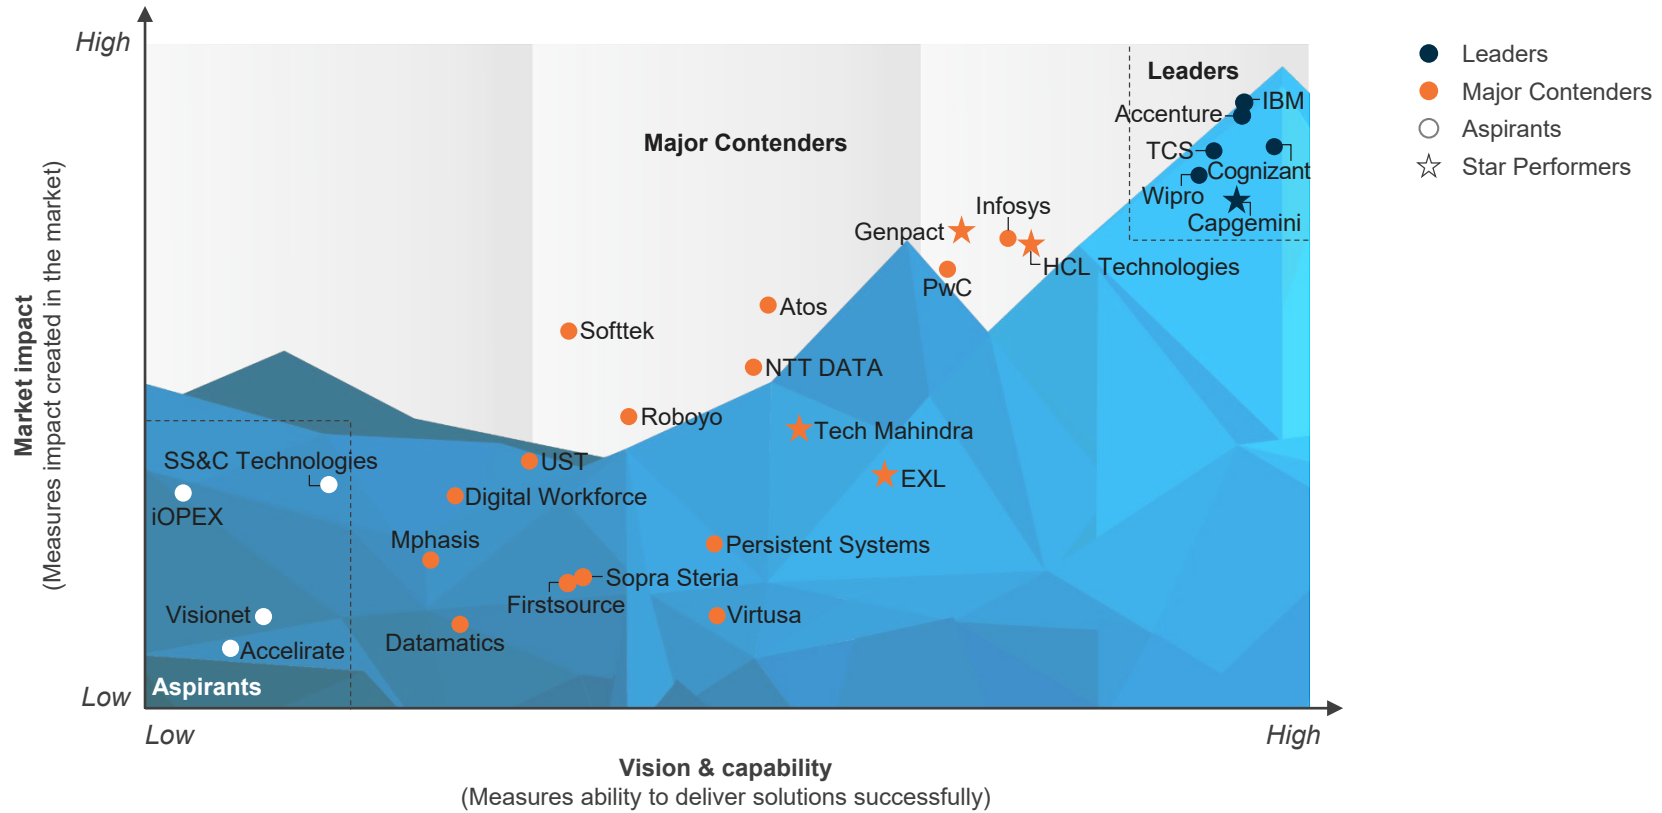 High
Leaders
Leaders
Major Contenders
IBM
Accenture
Aspirants
Major Contenders
TCS
Star Performers
Cognizant
Wipro
Infosys
Capgemini
Genpact
HCL Technologies
PwC
Atos
Softtek
NTT DATA
Roboyo
Tech Mahindra
SS&C Technologies
UST
EXL
Digital Workforce
iOPEX
Mphasis
Persistent Systems
Sopra Steria
Firstsource
Visionet
Virtusa
Datamatics
Accelirate
Aspirants
Low
Low
High
Market impact
(Measures impact created in the market)
Vision & capability
(Measures ability to deliver solutions successfully)